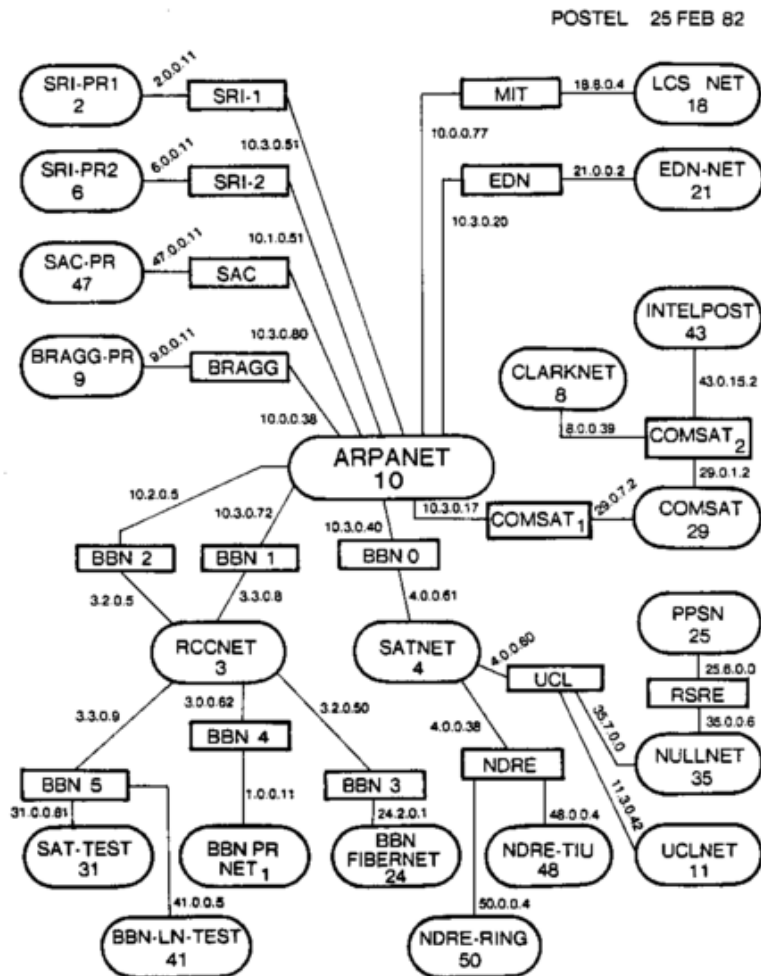 POSTEL 25 FEB 82
SRI-PR1
2
2.0.0.11
SRI-1
10.3.0.51
MIT
18.8.0.4
LCS NET
18
10.0.0.77
SRI-PR2
6
6.0.0.11
SRI-2
10.1.0.51
EDN
21.0.0.2
EDN-NET
21
10.3.0.20
SAC-PR
47
47.0.0.11
SAC
10.3.0.80
INTELPOST
43
43.0.15.2
BRAGG-PR
9
9.0.0.11
BRAGG
10.0.0.38
CLARKNET
8
8.0.0.39
COMSAT2
29.0.1.2
ARPANET
10
10.3.0.17
COMSAT1
29.0.7.2
COMSAT
29
10.2.0.5
10.3.0.72
10.3.0.40
BBN 2
BBN 1
BBN 0
3.2.0.5
3.3.0.8
4.0.0.61
RCCNET
3
SATNET
4
4.0.0.60
UCL
PPSN
25
25.6.0.0
RSRE
35.0.0.6
35.7.0.0
NULLNET
35
3.3.0.9
3.0.0.62
3.2.0.50
4.0.0.38
BBN 4
BBN 5
BBN 3
NDRE
11.3.0.42
31.0.0.81
1.0.0.11
24.2.0.1
48.0.0.4
SAT-TEST
31
BBN PR
NET1
BBN
FIBERNET
24
NDRE-TIU
48
UCLNET
11
41.0.0.5
50.0.0.4
BBN-LN-TEST
41
NDRE-RING
50